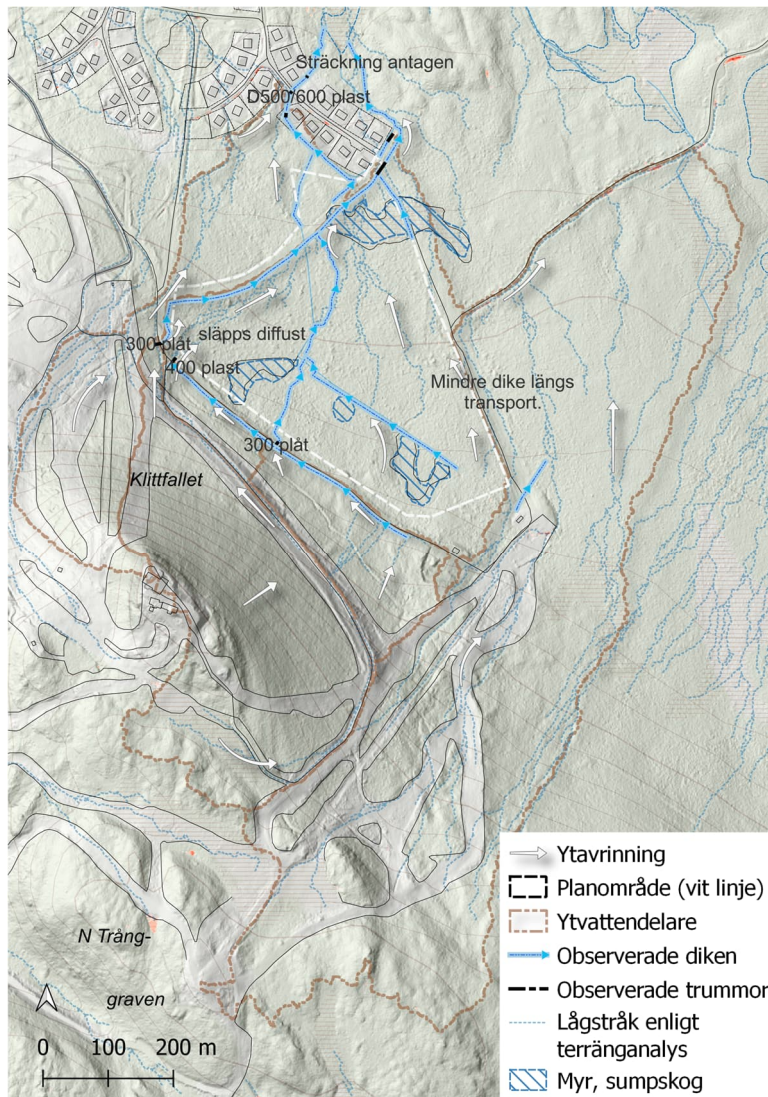 Sträckning antagen
D500/600 plast
släpps diffust
300 plåt
400 plast
Mindre dike längs
transport.
300 plåt
Klittfallet
N Trång-
graven
0 100 200 m
Ytavrinning
Planområde (vit linje)
Ytvattendelare
Observerade diken
Observerade trummor
Lågstråk enligt
terränganalys
Myr, sumpskog